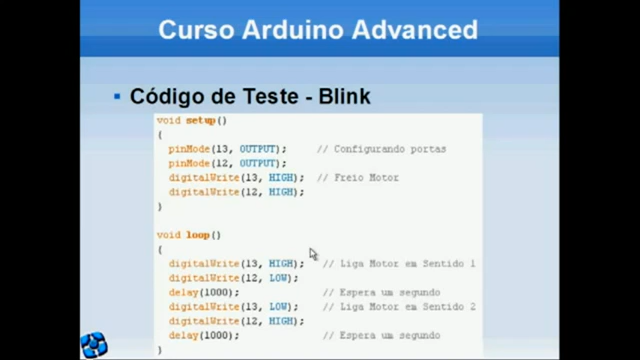 Curso Arduino Advanced
Código de Teste - Blink
void setup()
{
pinMode(13, OUTPUT); // Configurando portas
pinMode(12, OUTPUT);
digitalWrite(13, HIGH); // Freio Motor
digitalWrite(12, HIGH);
}
void loop()
{
digitalWrite(13, HIGH); // Liga Motor em Sentido 1
digitalWrite(12, LOW);
delay(1000); // Espera um segundo
digitalWrite(13, LOW); // Liga Motor em Sentido 2
digitalWrite(12, HIGH);
delay(1000); // Espera um segundo
}